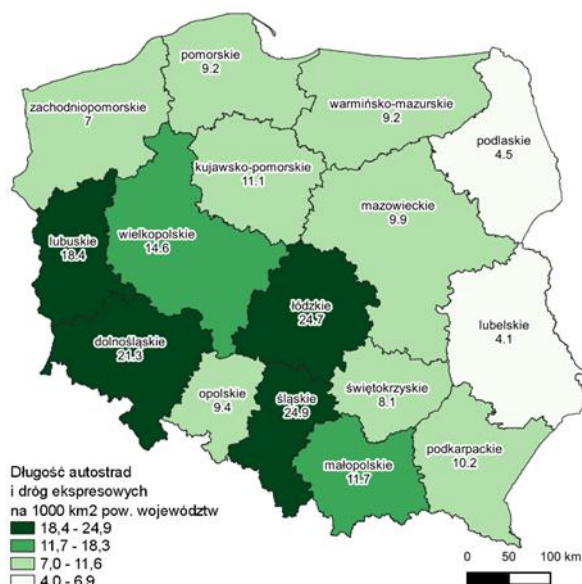 pomorskie
9.2
zachodniopomorskie
7
warmińsko-mazurskie
9.2
podlaskie
4.5
kujawsko-pomorskie
11.1
mazowieckie
9.9
wielkopolskie
14.6
lubuskie
18.4
łódzkie
24.7
lubelskie
4.1
dolnośląskie
21.3
opolskie
9.4
śląskie
24.9
świętokrzyskie
8.1
małopolskie
11.7
podkarpackie
10.2
Długość autostrad
i dróg ekspresowych
na 1000 km2 pow. województw
18,4 - 24,9
11,7 - 18,3
7,0 - 11,6
4,0 - 6,9
0 50 100 km